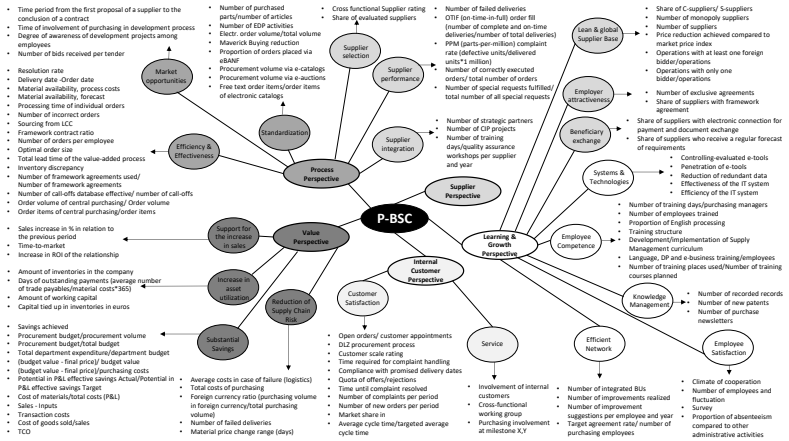 • Time period from the first proposal of a supplier to the
conclusion of a contract
• Time of involvement of purchasing in development process
• Degree of awareness of development projects among
employees
• Number of bids received per tender
Market
opportunities
• Resolution rate
• Delivery date -Order date
• Material availability, process costs
• Material availability, forecast
• Processing time of individual orders
• Number of incorrect orders
• Sourcing from LCC
• Framework contract ratio
• Number of orders per employee
• Optimal order size
• Total lead time of the value-added process
• Inventory discrepancy
• Number of framework agreements used/
Number of framework agreements
• Number of call-offs database effective/ number of call-offs
• Order volume of central purchasing/ Order volume
• Order items of central purchasing/order items
Efficiency &
Effectiveness
• Number of purchased
parts/number of articles
• Number of EDP activities
• Electr. order volume/total volume
• Maverick Buying reduction
• Proportion of orders placed via
eBANF
• Procurement volume via e-catalogs
• Procurement volume via e-auctions
• Free text order items/order items
of electronic catalogs
Standardization
• Cross functional Supplier rating
• Share of evaluated suppliers
Supplier
selection
• Number of failed deliveries
• OTIF (on-time-in-full) order fill
(number of complete and on-time
deliveries/number of total deliveries)
• PPM (parts-per-million) complaint
rate (defective units/delivered
units*1 million)
• Number of correctly executed
orders/ total number of orders
• Number of special requests fulfilled/
total number of all special requests
Supplier
performance
• Number of strategic partners
• Number of CIP projects
• Number of training
days/quality assurance
workshops per supplier
and year
Supplier
integration
Process
Perspective
Supplier
Perspective
P-BSC
• Share of C-suppliers/ S-suppliers
• Number of monopoly suppliers
• Number of suppliers
• Price reduction achieved compared to
market price index
• Operations with at least one foreign
bidder/operations
• Operations with only one
bidder/operations
Lean & global
Supplier Base
• Number of exclusive agreements
• Share of suppliers with framework
agreement
Employer
attractiveness
• Share of suppliers with electronic connection for
payment and document exchange
• Share of suppliers who receive a regular forecast
of requirements
Beneficiary
exchange
• Controlling-evaluated e-tools
• Penetration of e-tools
• Reduction of redundant data
• Effectiveness of the IT system
• Efficiency of the IT system
Systems &
Technologies
• Number of training days/purchasing managers
• Number of employees trained
• Proportion of English processing
• Training structure
• Development/implementation of Supply
Management curriculum
• Language, DP and e-business training/employees
• Number of training places used/Number of training
courses planned
Employee
Competence
Learning &
Growth
Perspective
• Number of recorded records
• Number of new patents
• Number of purchase
newsletters
Knowledge
Management
• Climate of cooperation
• Number of employees and
fluctuation
• Survey
• Proportion of absenteeism
compared to other
administrative activities
Employee
Satisfaction
• Number of integrated BUs
• Number of improvements realized
• Number of improvement
suggestions per employee and year
• Target agreement rate/ number of
purchasing employees
Efficient
Network
Internal
Customer
Perspective
• Involvement of internal
customers
• Cross-functional
working group
• Purchasing involvement
at milestone X,Y
Service
Customer
Satisfaction
• Open orders/ customer appointments
• DLZ procurement process
• Customer scale rating
• Time required for complaint handling
• Compliance with promised delivery dates
• Quota of offers/rejections
• Time until complaint resolved
• Number of complaints per period
• Number of new orders per period
• Market share in
• Average cycle time/targeted average
cycle time
Value
Perspective
• Sales increase % in relation to
the previous period
• Time-to-market
• Increase in ROI of the relationship
Support for
the increase
in sales
• Amount of inventories in the company
• Days of outstanding payments (average number
of trade payables/material costs*365)
• Amount of working capital
• Capital tied up in inventories in euros
Increase in
asset
utilization
Reduction of
Supply Chain
Risk
• Average costs in case of failure (logistics)
• Total costs of purchasing
• Foreign currency ratio (purchasing volume
in foreign currency/total purchasing
volume)
• Number of failed deliveries
• Material price change range (days)
Substantial
Savings
• Savings achieved
• Procurement budget/procurement volume
• Procurement budget/total budget
• Total department expenditure/department budget
• (budget value - final price)/ budget value
• (budget value - final price)/purchasing costs
• Potential in P&L effective savings Actual/Potential in
P&L effective savings Target
• Cost of materials/total costs (P&L)
• Sales - Inputs
• Transaction costs
• Cost of goods sold/sales
• TCO